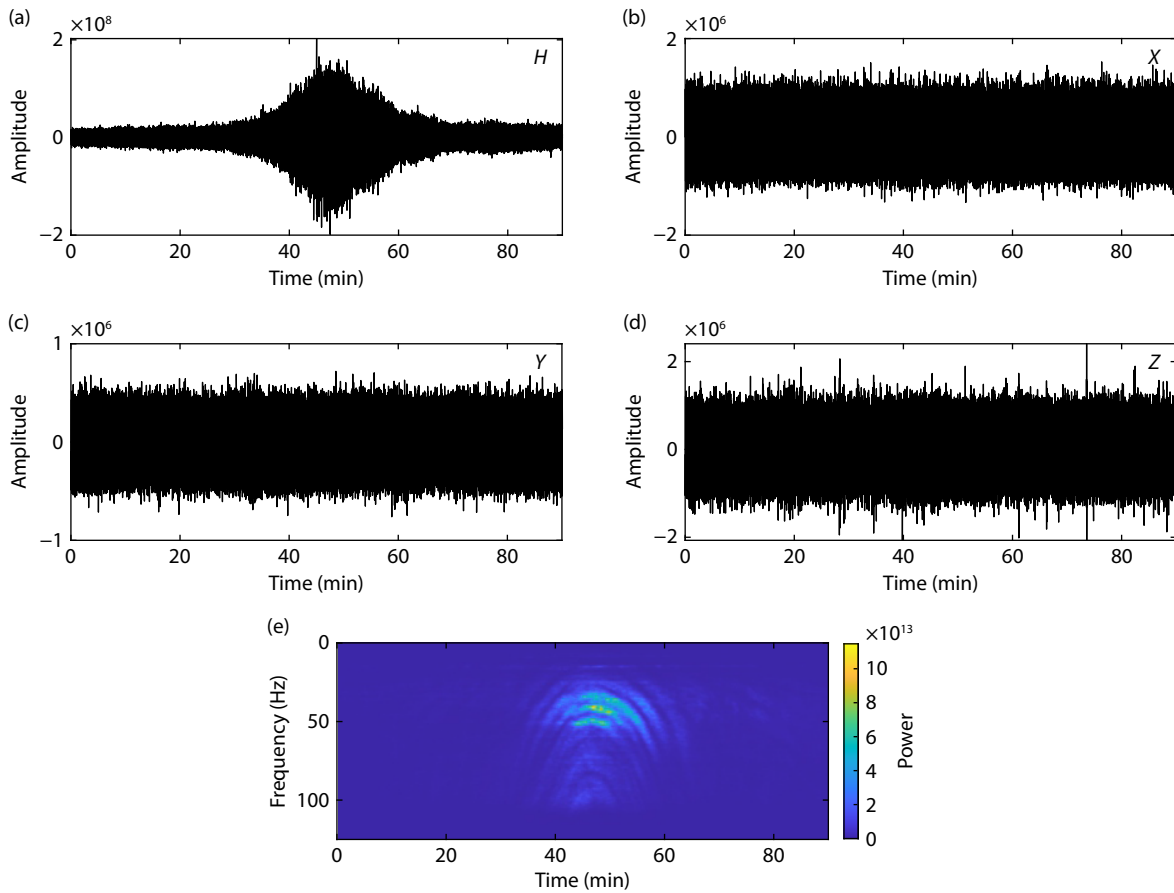 (a)
×10⁸
2
0
−2
Amplitude
H
0 20 40 60 80
Time (min)
(b)
×10⁶
2
0
−2
Amplitude
X
0 20 40 60 80
Time (min)
(c)
×10⁶
1
0
−1
Amplitude
Y
0 20 40 60 80
Time (min)
(d)
×10⁶
2
0
−2
Amplitude
Z
0 20 40 60 80
Time (min)
(e)
0
50
100
Frequency (Hz)
0 20 40 60 80
Time (min)
×10¹³
10
8
6
4
2
0
Power